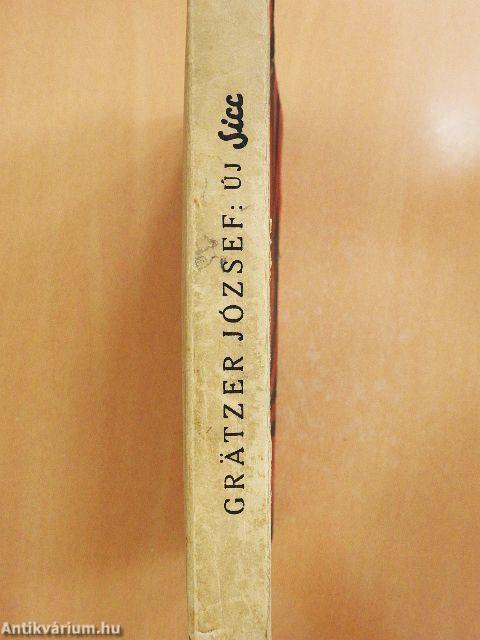 GRÄTZER JÓZSEF: ÚJ Sicc
Antikvárium.hu